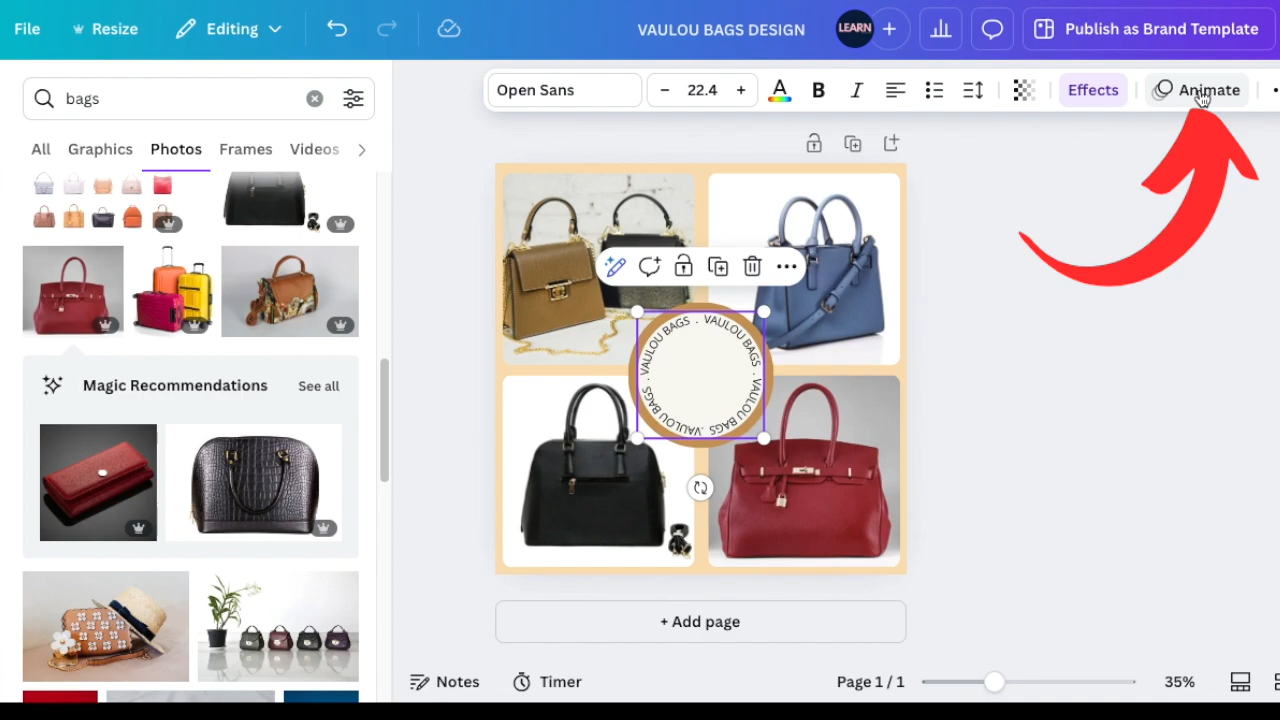 File Resize Editing VAULOU BAGS DESIGN LEARN + Publish as Brand Template
bags
Open Sans − 22.4 + A B I Effects Animate
All Graphics Photos Frames Videos
VAULOU BAGS . VAULOU BAGS . VAULOU BAGS . VAULOU BAGS .
Magic Recommendations See all
+ Add page
Notes Timer Page 1 / 1 35%